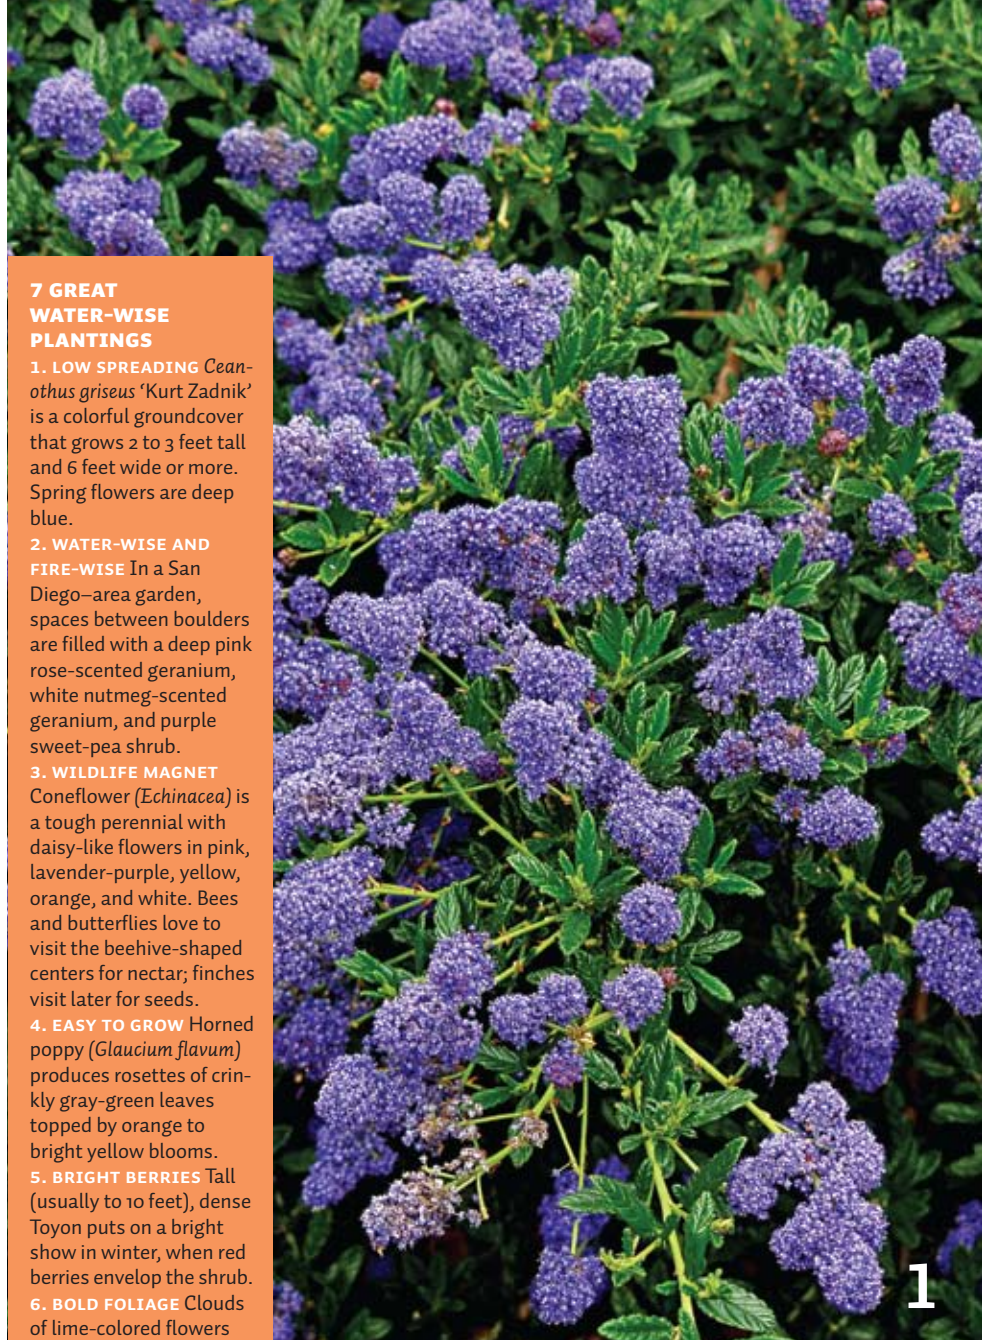 7 GREAT
WATER-WISE
PLANTINGS
1. LOW SPREADING Cean-
othus griseus ‘Kurt Zadnik’
is a colorful groundcover
that grows 2 to 3 feet tall
and 6 feet wide or more.
Spring flowers are deep
blue.
2. WATER-WISE AND
FIRE-WISE In a San
Diego–area garden,
spaces between boulders
are filled with a deep pink
rose-scented geranium,
white nutmeg-scented
geranium, and purple
sweet-pea shrub.
3. WILDLIFE MAGNET
Coneflower (Echinacea) is
a tough perennial with
daisy-like flowers in pink,
lavender-purple, yellow,
orange, and white. Bees
and butterflies love to
visit the beehive-shaped
centers for nectar; finches
visit later for seeds.
4. EASY TO GROW Horned
poppy (Glaucium flavum)
produces rosettes of crin-
kly gray-green leaves
topped by orange to
bright yellow blooms.
5. BRIGHT BERRIES Tall
(usually to 10 feet), dense
Toyon puts on a bright
show in winter, when red
berries envelop the shrub.
6. BOLD FOLIAGE Clouds
of lime-colored flowers
1